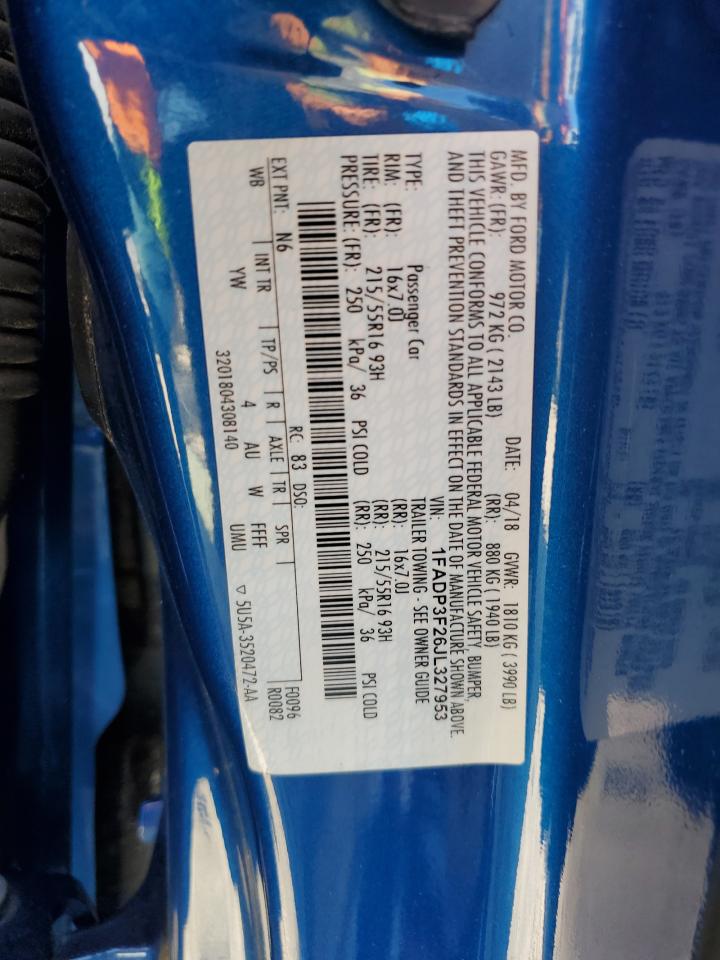 MFD. BY FORD MOTOR CO.
DATE: 04/18 GVWR: 1810 KG ( 3990 LB)
GAWR: (FR): 972 KG ( 2143 LB) (RR): 880 KG ( 1940 LB)
THIS VEHICLE CONFORMS TO ALL APPLICABLE FEDERAL MOTOR VEHICLE SAFETY, BUMPER,
AND THEFT PREVENTION STANDARDS IN EFFECT ON THE DATE OF MANUFACTURE SHOWN ABOVE.
VIN: 1FADP3F26JL327953
TYPE: Passenger Car TRAILER TOWING - SEE OWNER GUIDE
RIM: (FR): 16x7.0J (RR): 16x7.0J
TIRE: (FR): 215/55R16 93H (RR): 215/55R16 93H
PRESSURE: (FR): 250 kPa/ 36 PSI COLD (RR): 250 kPa/ 36 PSI COLD
F0096
RC: 83 DSO: R0082
EXT PNT: N6
INT TR TP/PS R AXLE TR SPR
WB YW 4 AU W FFFF UMU
3201804308140 ▽ 5U5A-3520472-AA